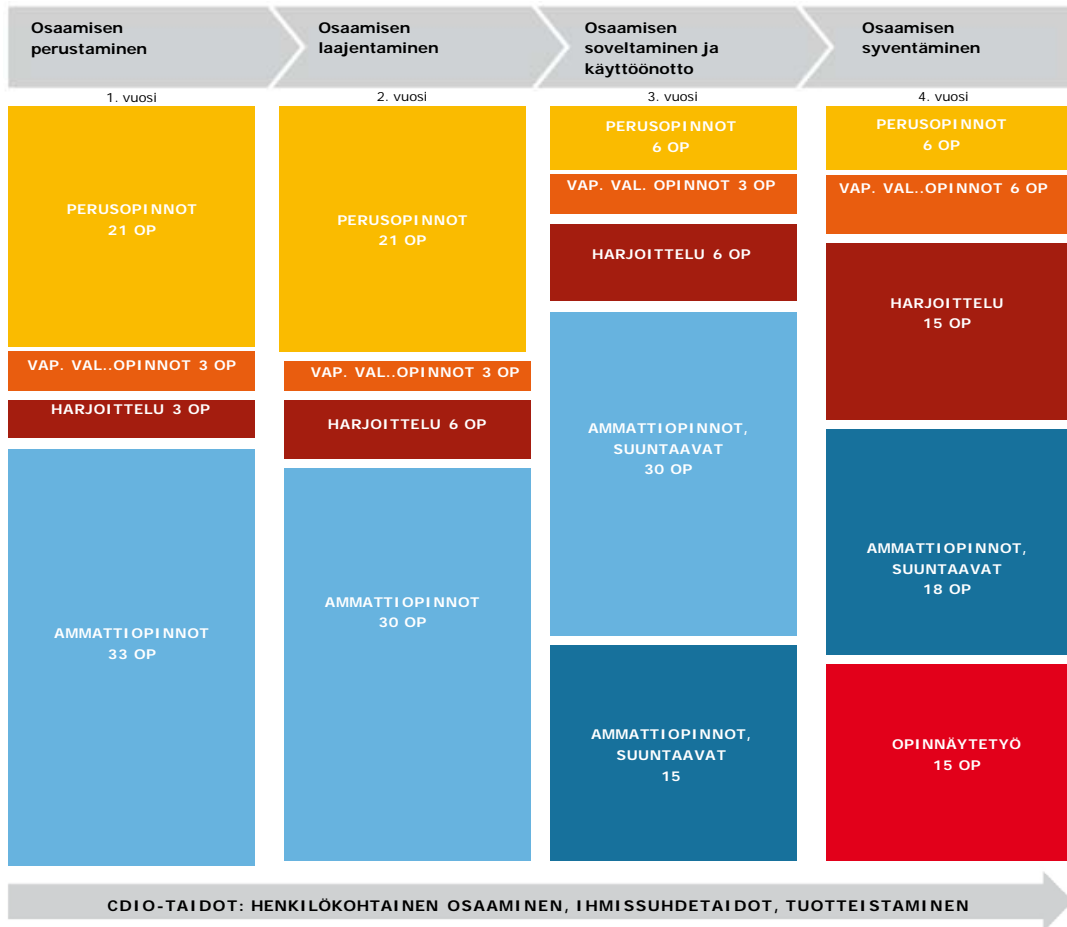 Osaamisen
perustaminen
Osaamisen
laajentaminen
Osaamisen
soveltaminen ja
käyttöönotto
Osaamisen
syventäminen
1. vuosi
PERUSOPINNOT
21 OP
VAP. VAL..OPINNOT 3 OP
HARJOITTELU 3 OP
AMMATTIOPINNOT
33 OP
2. vuosi
PERUSOPINNOT
21 OP
VAP. VAL..OPINNOT 3 OP
HARJOITTELU 6 OP
AMMATTIOPINNOT
30 OP
3. vuosi
PERUSOPINNOT
6 OP
VAP. VAL. OPINNOT 3 OP
HARJOITTELU 6 OP
AMMATTIOPINNOT,
SUUNTAAVAT
30 OP
AMMATTIOPINNOT,
SUUNTAAVAT
15
4. vuosi
PERUSOPINNOT
6 OP
VAP. VAL..OPINNOT 6 OP
HARJOITTELU
15 OP
AMMATTIOPINNOT,
SUUNTAAVAT
18 OP
OPINNÄYTETYÖ
15 OP
CDIO-TAIDOT: HENKILÖKOHTAINEN OSAAMINEN, IHMISSUHDETAIDOT, TUOTTEISTAMINEN